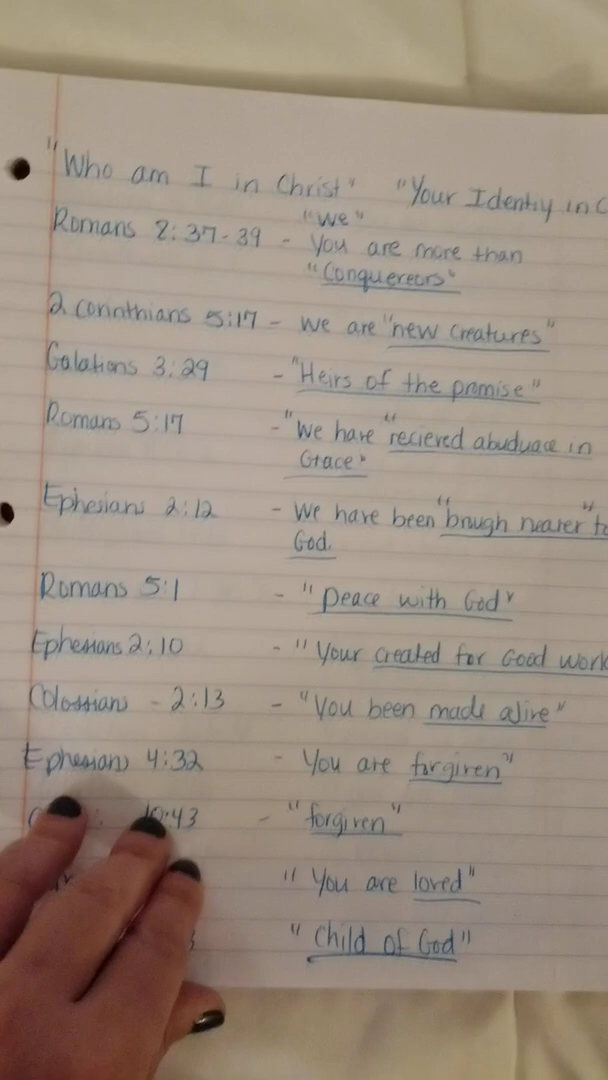 "Who am I in Christ" "Your Identiy in C
"We"
Romans 8:37-39 - You are more than
"Conquereors"
2 corinthians 5:17 - we are "new creatures"
Galations 3:29 - "Heirs of the promise"
Romans 5:17 - "We have "recieved abuduace in
Grace"
Ephesians 2:12 - We have been "brough nearer" to
God.
Romans 5:1 - "Peace with God"
Ephesians 2:10 - "Your created for Good work
Colossians - 2:13 - "You been made alive"
Ephesians 4:32 - You are forgiven"
10:43 - "forgiven"
"You are loved"
"Child of God"